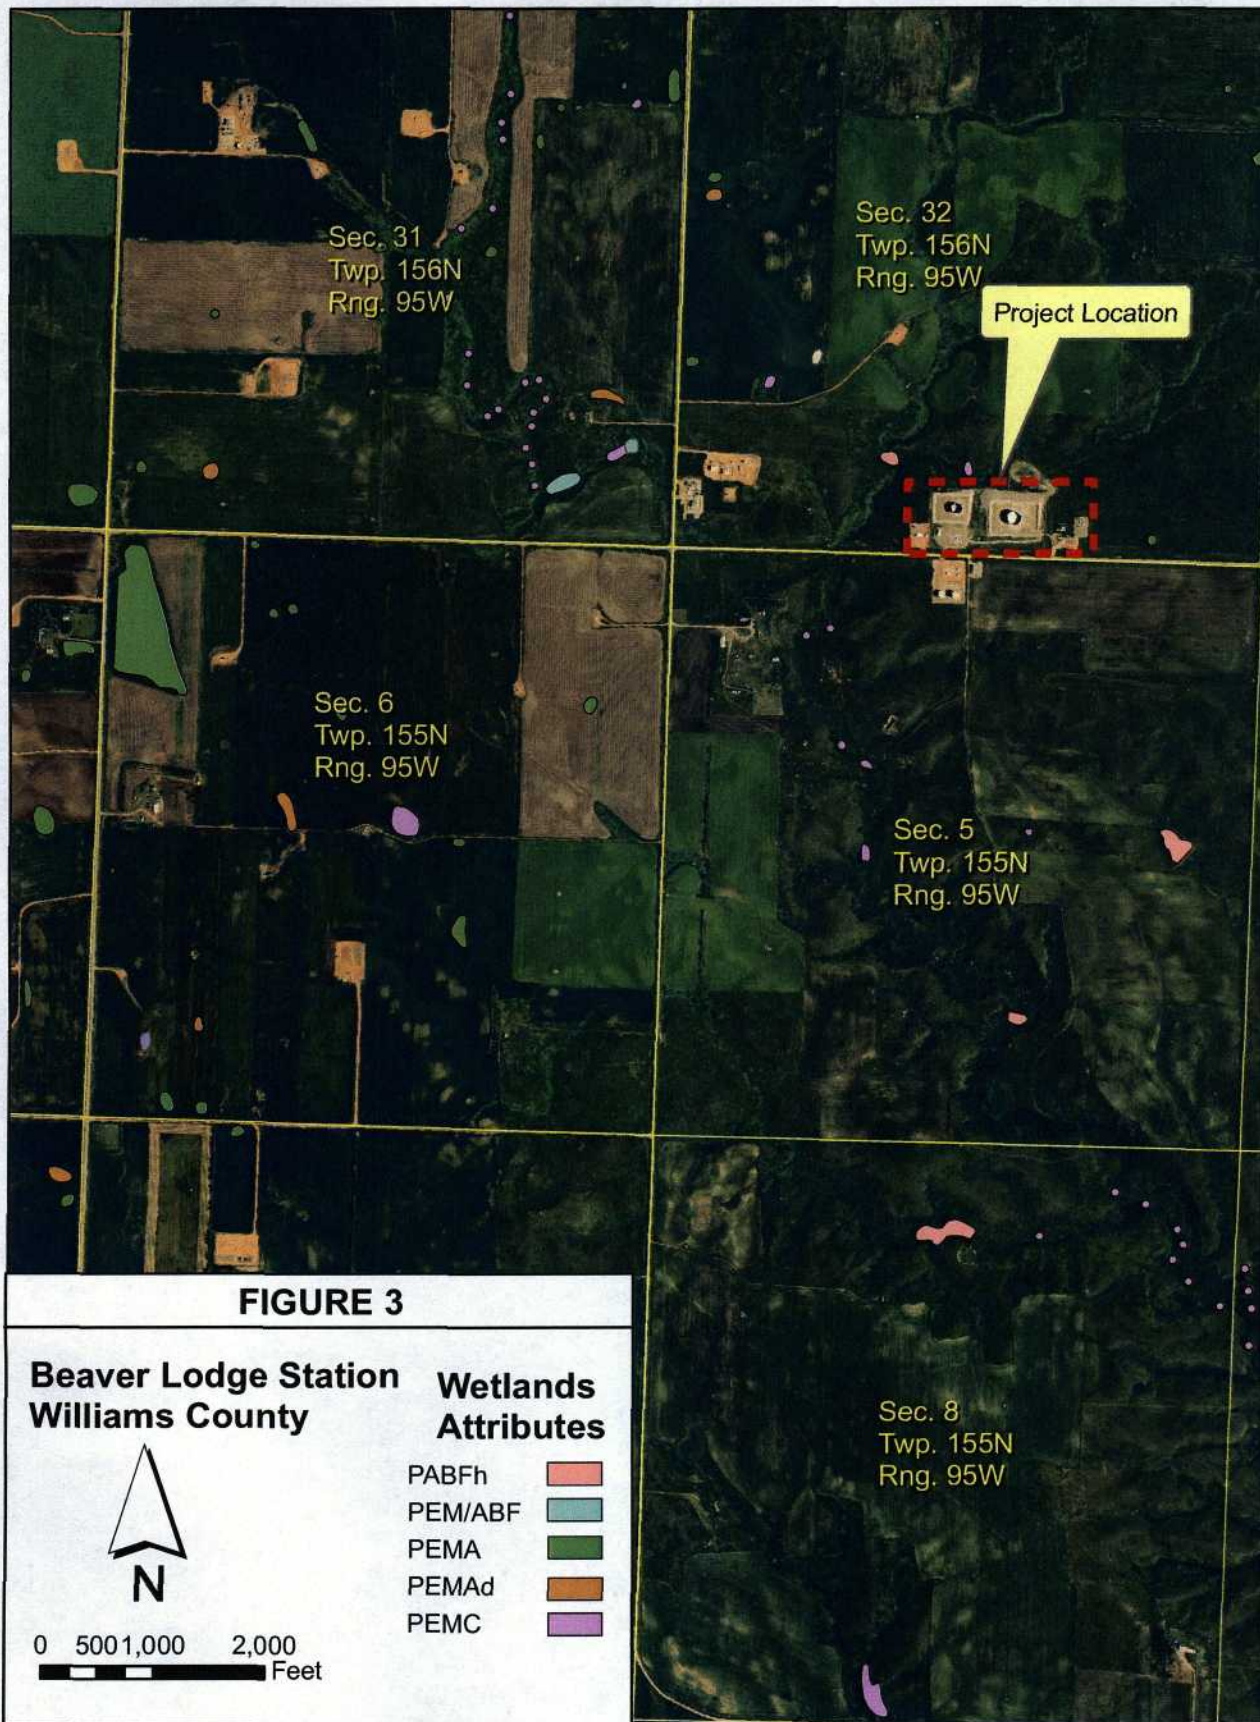 Sec. 31
Twp. 156N
Rng. 95W
Sec. 32
Twp. 156N
Rng. 95W
Project Location
Sec. 6
Twp. 155N
Rng. 95W
Sec. 5
Twp. 155N
Rng. 95W
Sec. 8
Twp. 155N
Rng. 95W
FIGURE 3
Beaver Lodge Station
Williams County
N
0 500 1,000 2,000
Feet
Wetlands
Attributes
PABFh
PEM/ABF
PEMA
PEMAd
PEMC